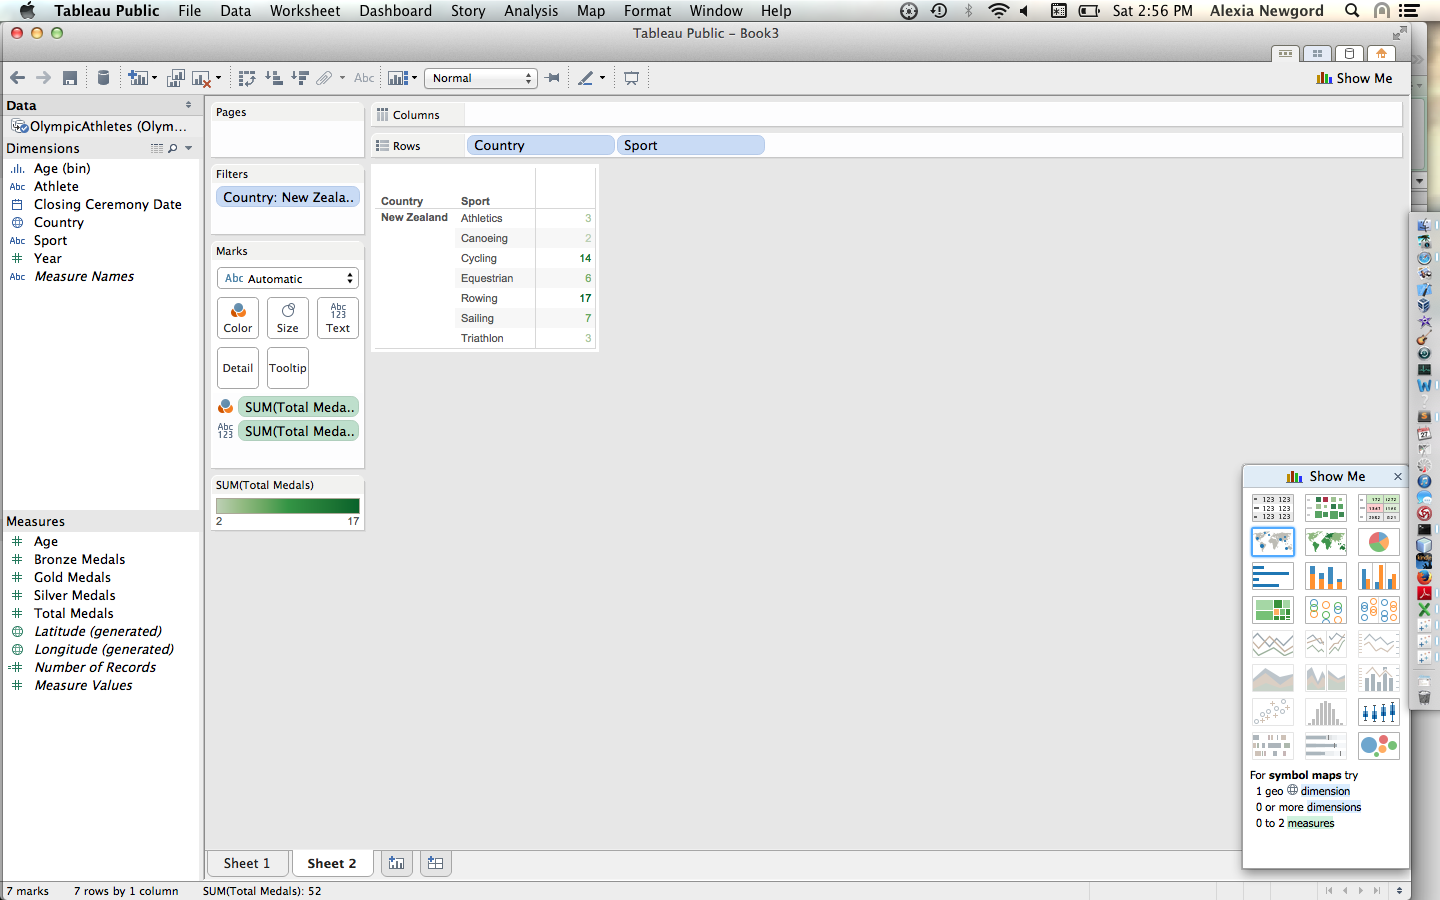 Tableau Public File Data Worksheet Dashboard Story Analysis Map Format Window Help Sat 2:56 PM Alexia Newgord
Tableau Public - Book3
Abc Normal Show Me
Data
OlympicAthletes (Olym...
Dimensions
Age (bin)
Abc Athlete
Closing Ceremony Date
Country
Abc Sport
Year
Abc Measure Names
Measures
Age
Bronze Medals
Gold Medals
Silver Medals
Total Medals
Latitude (generated)
Longitude (generated)
Number of Records
Measure Values
Pages
Filters
Country: New Zeala..
Marks
Abc Automatic
Abc
123
Color Size Text
Detail Tooltip
SUM(Total Meda..
Abc
123
SUM(Total Meda..
SUM(Total Medals)
2 17
Columns
Rows Country Sport
Country Sport
New Zealand Athletics 3
Canoeing 2
Cycling 14
Equestrian 6
Rowing 17
Sailing 7
Triathlon 3
Show Me
For symbol maps try
1 geo dimension
0 or more dimensions
0 to 2 measures
Sheet 1 Sheet 2
7 marks 7 rows by 1 column SUM(Total Medals): 52